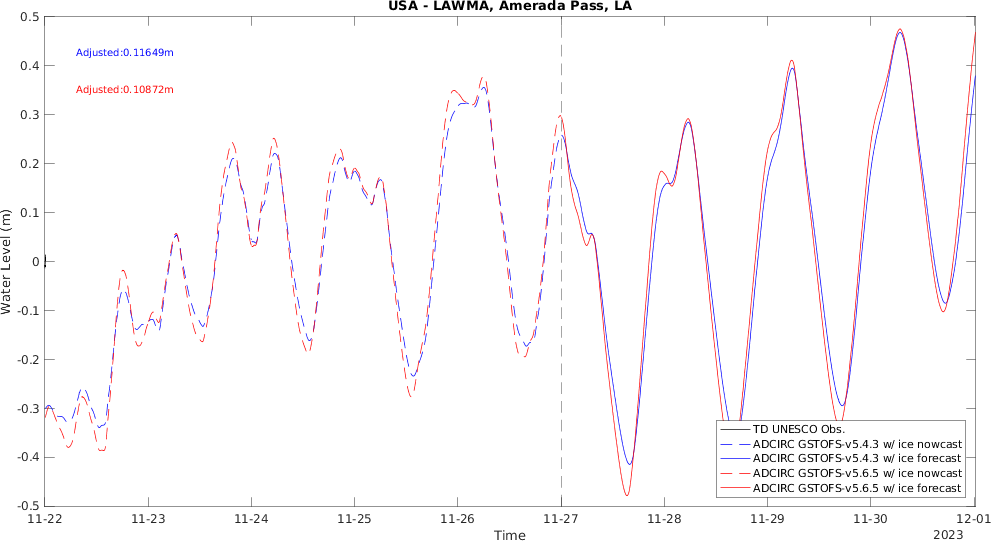 USA - LAWMA, Amerada Pass, LA
Adjusted:0.11649m
Adjusted:0.10872m
Water Level (m)
0.5
0.4
0.3
0.2
0.1
0
-0.1
-0.2
-0.3
-0.4
-0.5
TD UNESCO Obs.
ADCIRC GSTOFS-v5.4.3 w/ ice nowcast
ADCIRC GSTOFS-v5.4.3 w/ ice forecast
ADCIRC GSTOFS-v5.6.5 w/ ice nowcast
ADCIRC GSTOFS-v5.6.5 w/ ice forecast
11-22 11-23 11-24 11-25 11-26 11-27 11-28 11-29 11-30 12-01
Time
2023